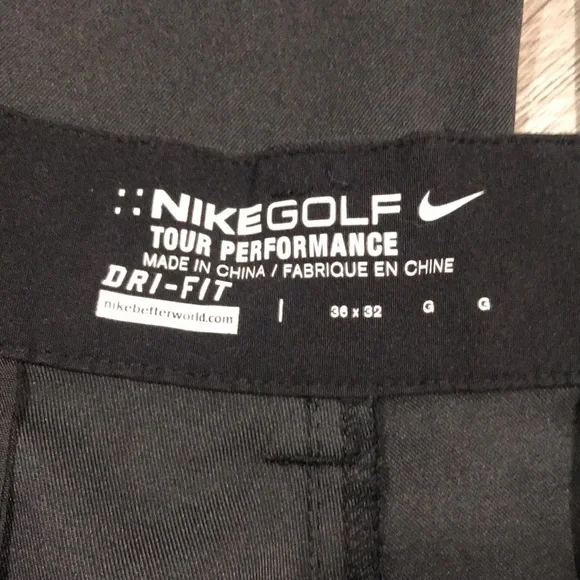 NIKEGOLF
TOUR PERFORMANCE
MADE IN CHINA / FABRIQUE EN CHINE
DRI-FIT
nikebetterworld.com
36 x 32 G G